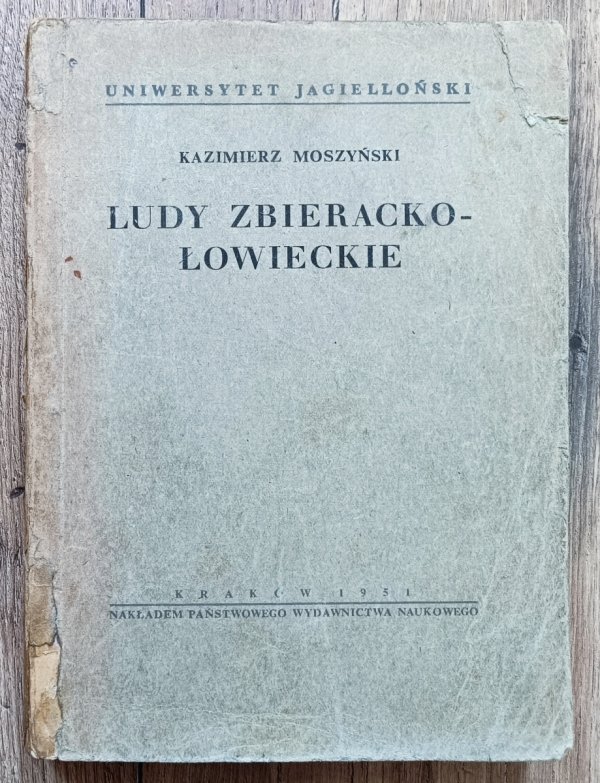 UNIWERSYTET JAGIELLOŃSKI
KAZIMIERZ MOSZYŃSKI
LUDY ZBIERACKO-
ŁOWIECKIE
KRAKÓW 1951
NAKŁADEM PAŃSTWOWEGO WYDAWNICTWA NAUKOWEGO